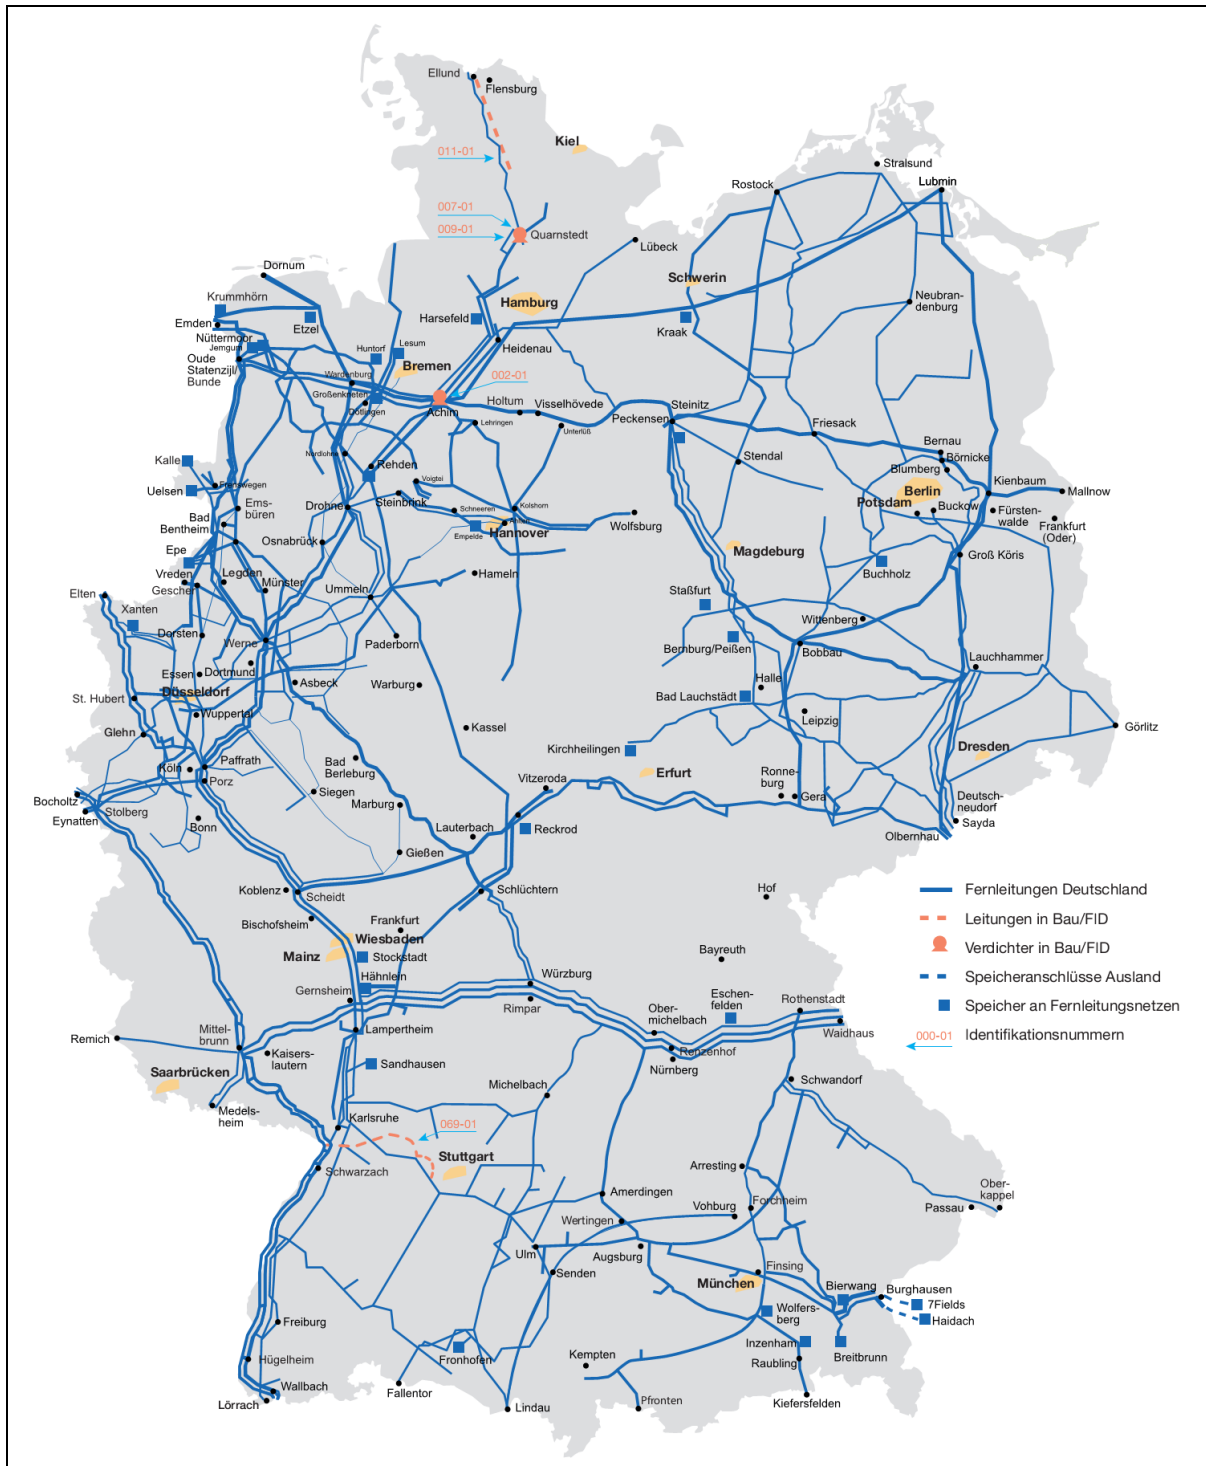 Ellund
Flensburg
Kiel
011-01
Stralsund
Rostock
Lubmin
007-01
009-01
Quarnstedt
Lübeck
Dornum
Schwerin
Krummhörn
Hamburg
Neubran-
denburg
Emden
Etzel
Harsefeld
Kraak
Nüttermoor
Jemgum
Huntorf
Lesum
Heidenau
Oude
Statenzijl/
Bunde
Bremen
Wardenburg
002-01
Großenkneten
Dötlingen
Achim
Holtum
Visselhövede
Steinitz
Peckensen
Lehringen
Unterlüß
Friesack
Bernau
Börnicke
Blumberg
Nordlohne
Rehden
Stendal
Kalle
Frenswegen
Voigtei
Kienbaum
Mallnow
Uelsen
Ems-
büren
Drohne
Steinbrink
Schneeren
Kolshorn
Wolfsburg
Berlin
Potsdam
Buckow
Fürsten-
walde
Frankfurt
(Oder)
Bad
Bentheim
Osnabrück
Empelde
Ahlten
Hannover
Magdeburg
Groß Köris
Epe
Buchholz
Vreden
Gescher
Legden
Münster
Hameln
Elten
Xanten
Ummeln
Staßfurt
Wittenberg
Dorsten
Werne
Paderborn
Bernburg/Peißen
Bobbau
Lauchhammer
Essen
Dortmund
Asbeck
Warburg
Halle
St. Hubert
Düsseldorf
Bad Lauchstädt
Wuppertal
Leipzig
Glehn
Kassel
Görlitz
Kirchheilingen
Dresden
Köln
Paffrath
Bad
Berleburg
Vitzeroda
Erfurt
Ronne-
burg
Gera
Porz
Siegen
Marburg
Deutsch-
neudorf
Bocholtz
Stolberg
Eynatten
Bonn
Lauterbach
Reckrod
Sayda
Olbernhau
Gießen
Koblenz
Scheidt
Schlüchtern
Hof
Fernleitungen Deutschland
Bischofsheim
Frankfurt
Leitungen in Bau/FID
Wiesbaden
Mainz
Stockstadt
Bayreuth
Verdichter in Bau/FID
Hähnlein
Würzburg
Speicheranschlüsse Ausland
Gernsheim
Rimpar
Eschen-
felden
Rothenstadt
Speicher an Fernleitungsnetzen
Ober-
michelbach
Waidhaus
000-01
Identifikationsnummern
Remich
Mittel-
brunn
Lampertheim
Kaisers-
lautern
Renzenhof
Nürnberg
Saarbrücken
Sandhausen
Michelbach
Schwandorf
Medels-
heim
Karlsruhe
069-01
Stuttgart
Schwarzach
Arresting
Ober-
kappel
Amerdingen
Vohburg
Forchheim
Passau
Wertingen
Ulm
Augsburg
Senden
Finsing
München
Bierwang
Burghausen
7Fields
Haidach
Wolfers-
berg
Freiburg
Inzenham
Breitbrunn
Hügelheim
Fronhofen
Kempten
Raubling
Wallbach
Fallentor
Lörrach
Lindau
Pfronten
Kiefersfelden